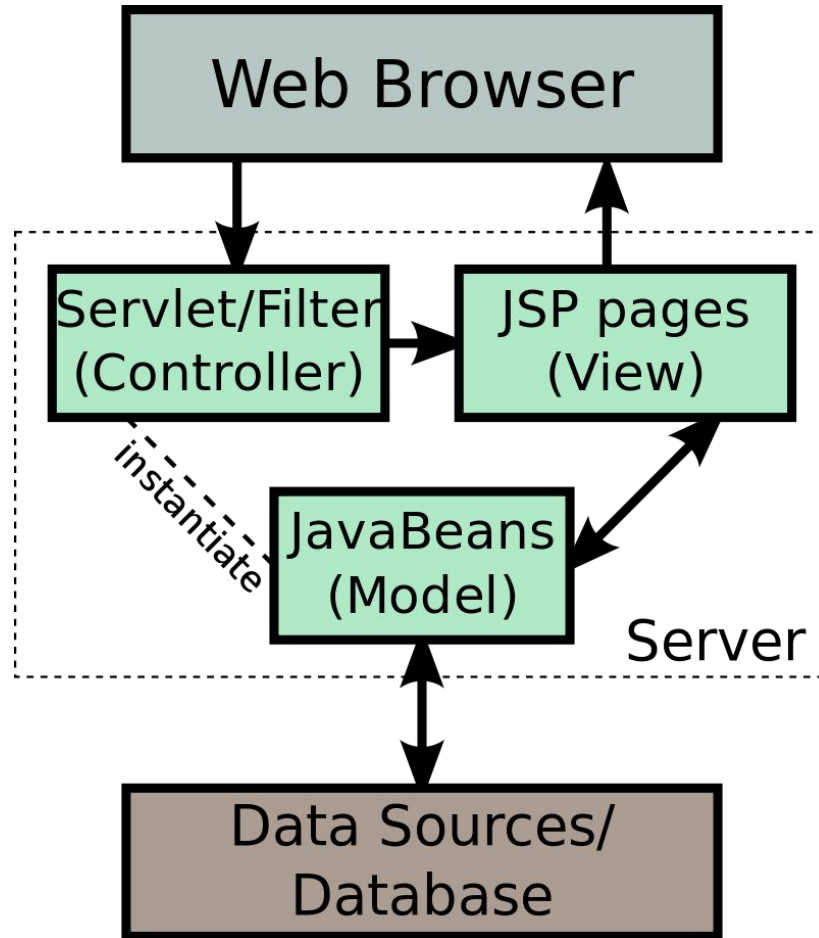 Web Browser
Servlet/Filter
(Controller)
JSP pages
(View)
instantiate
JavaBeans
(Model)
Server
Data Sources/
Database